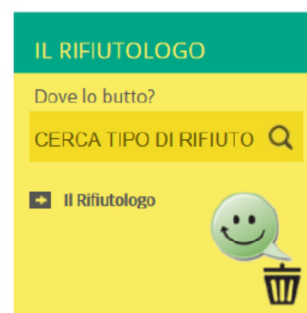 IL RIFIUTOLOGO
Dove lo butto?
CERCA TIPO DI RIFIUTO
Il Rifiutologo